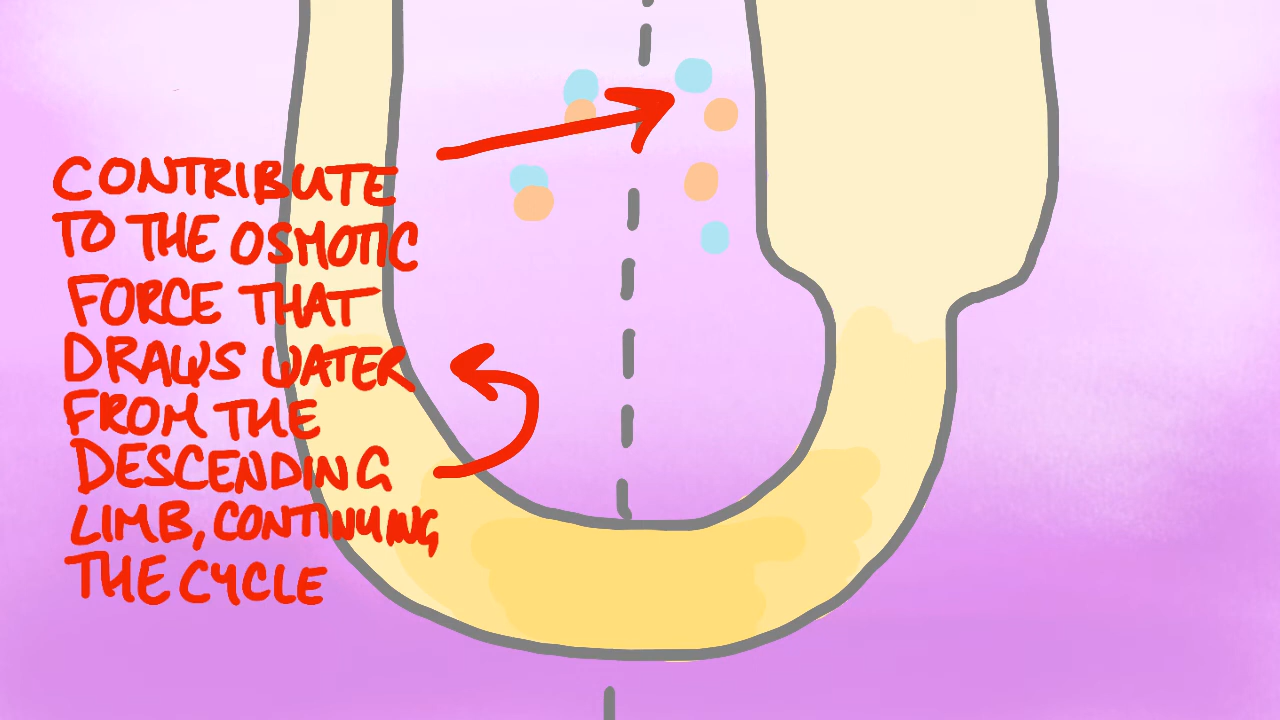 CONTRIBUTE
TO THE OSMOTIC
FORCE THAT
DRAWS WATER
FROM THE
DESCENDING
LIMB, CONTINUING
THE CYCLE